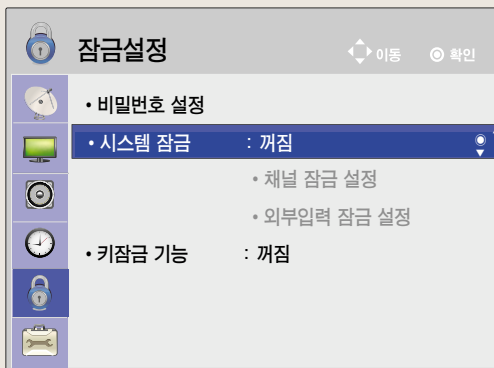 잠금설정 이동 확인
• 비밀번호 설정
• 시스템 잠금 : 꺼짐
• 채널 잠금 설정
• 외부입력 잠금 설정
• 키잠금 기능 : 꺼짐